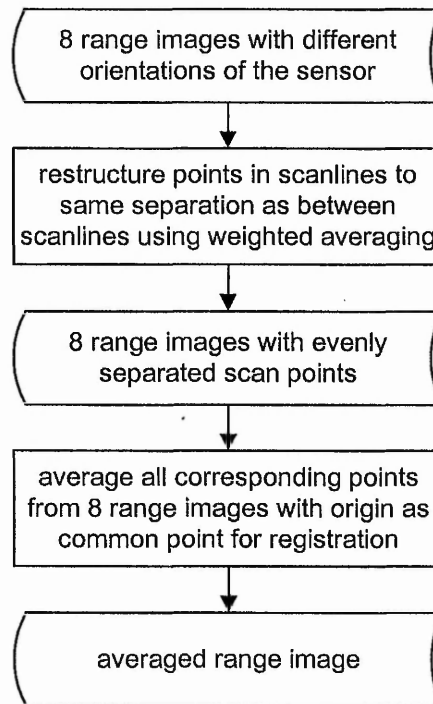 8 range images with different
orientations of the sensor
restructure points in scanlines to
same separation as between
scanlines using weighted averaging
8 range images with evenly
separated scan points
average all corresponding points
from 8 range images with origin as
common point for registration
averaged range image